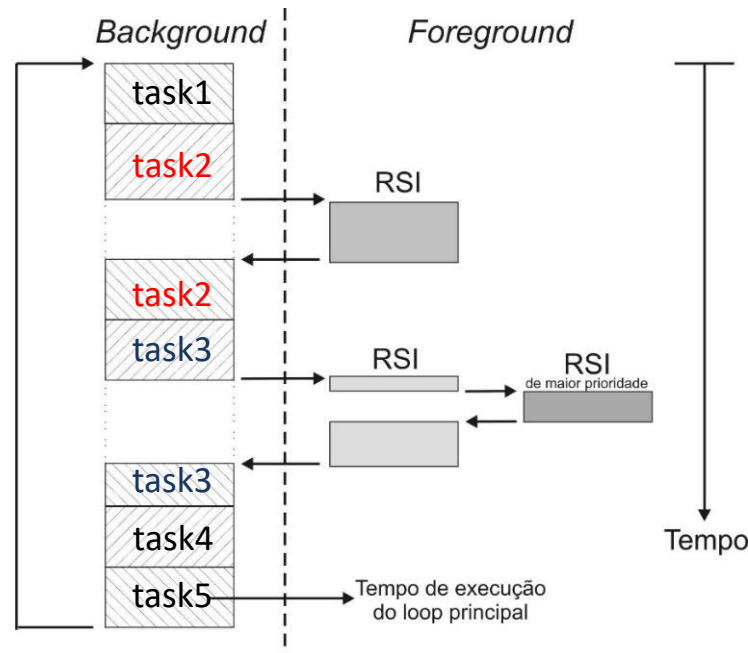 Background
Foreground
task1
task2
RSI
task2
task3
RSI
RSI
de maior prioridade
task3
task4
Tempo
task5
Tempo de execução
do loop principal